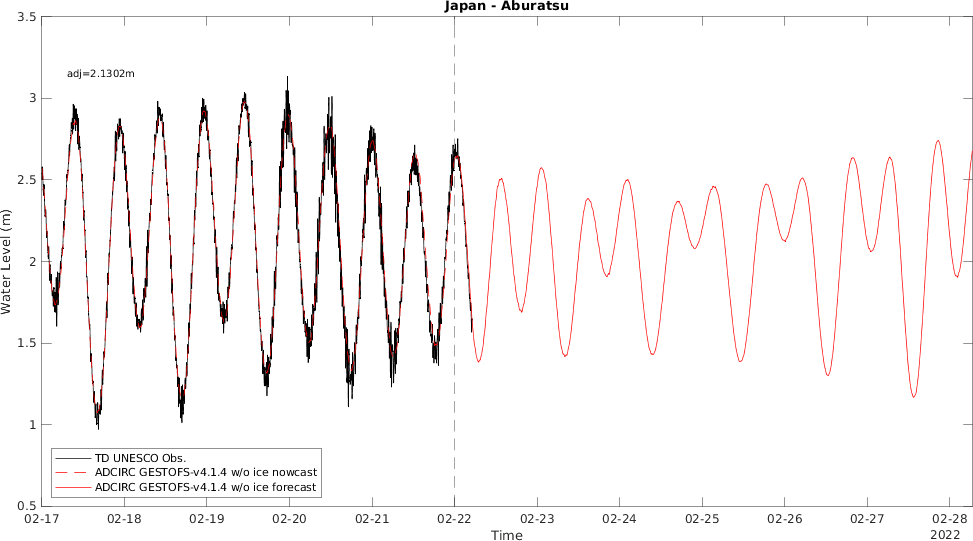 Japan - Aburatsu
3.5
adj=2.1302m
3
2.5
Water Level (m)
2
1.5
1
TD UNESCO Obs.
ADCIRC GESTOFS-v4.1.4 w/o ice nowcast
ADCIRC GESTOFS-v4.1.4 w/o ice forecast
0.5
02-17 02-18 02-19 02-20 02-21 02-22 02-23 02-24 02-25 02-26 02-27 02-28
Time 2022